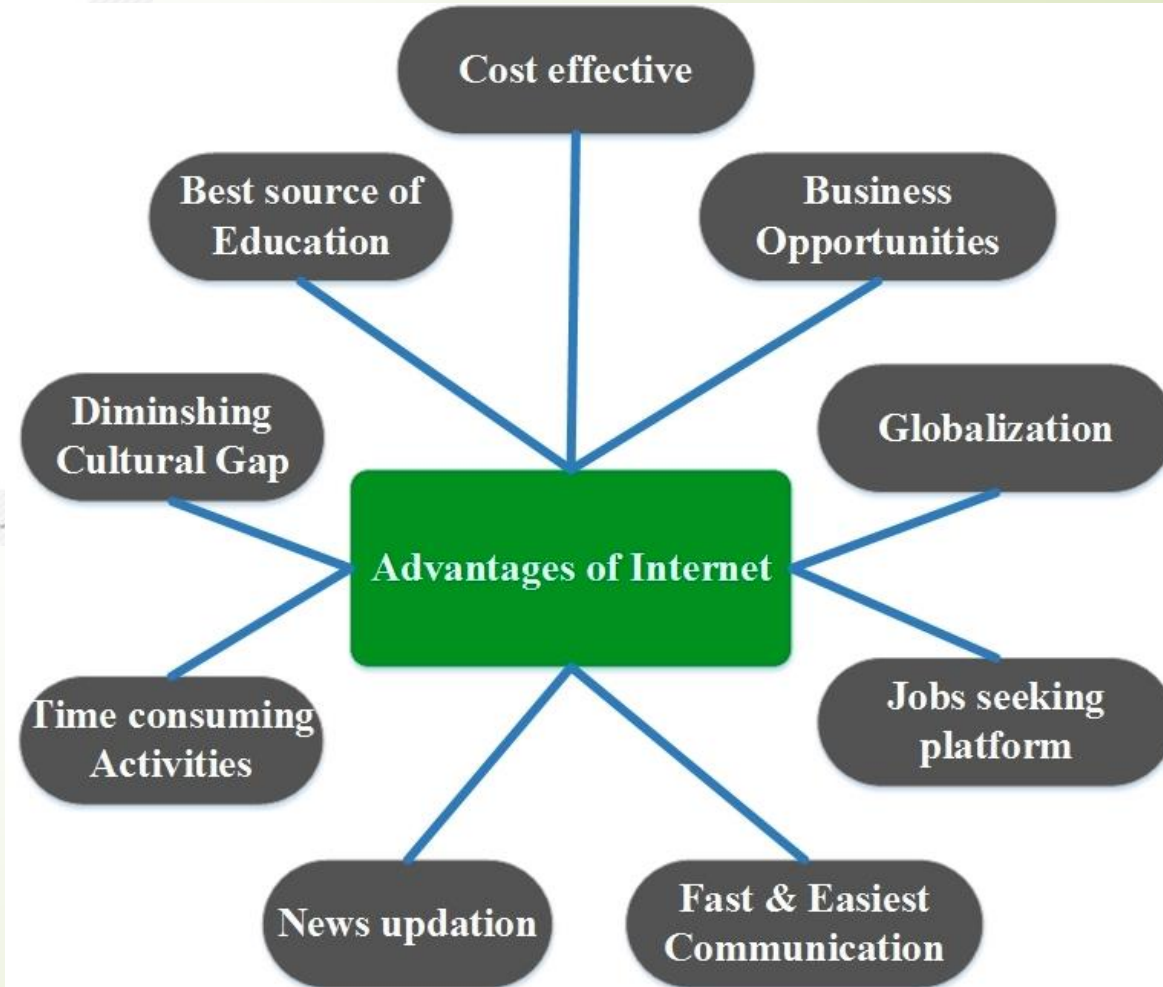 Cost effective
Best source of
Education
Business
Opportunities
Diminshing
Cultural Gap
Globalization
Advantages of Internet
Time consuming
Activities
Jobs seeking
platform
News updation
Fast & Easiest
Communication